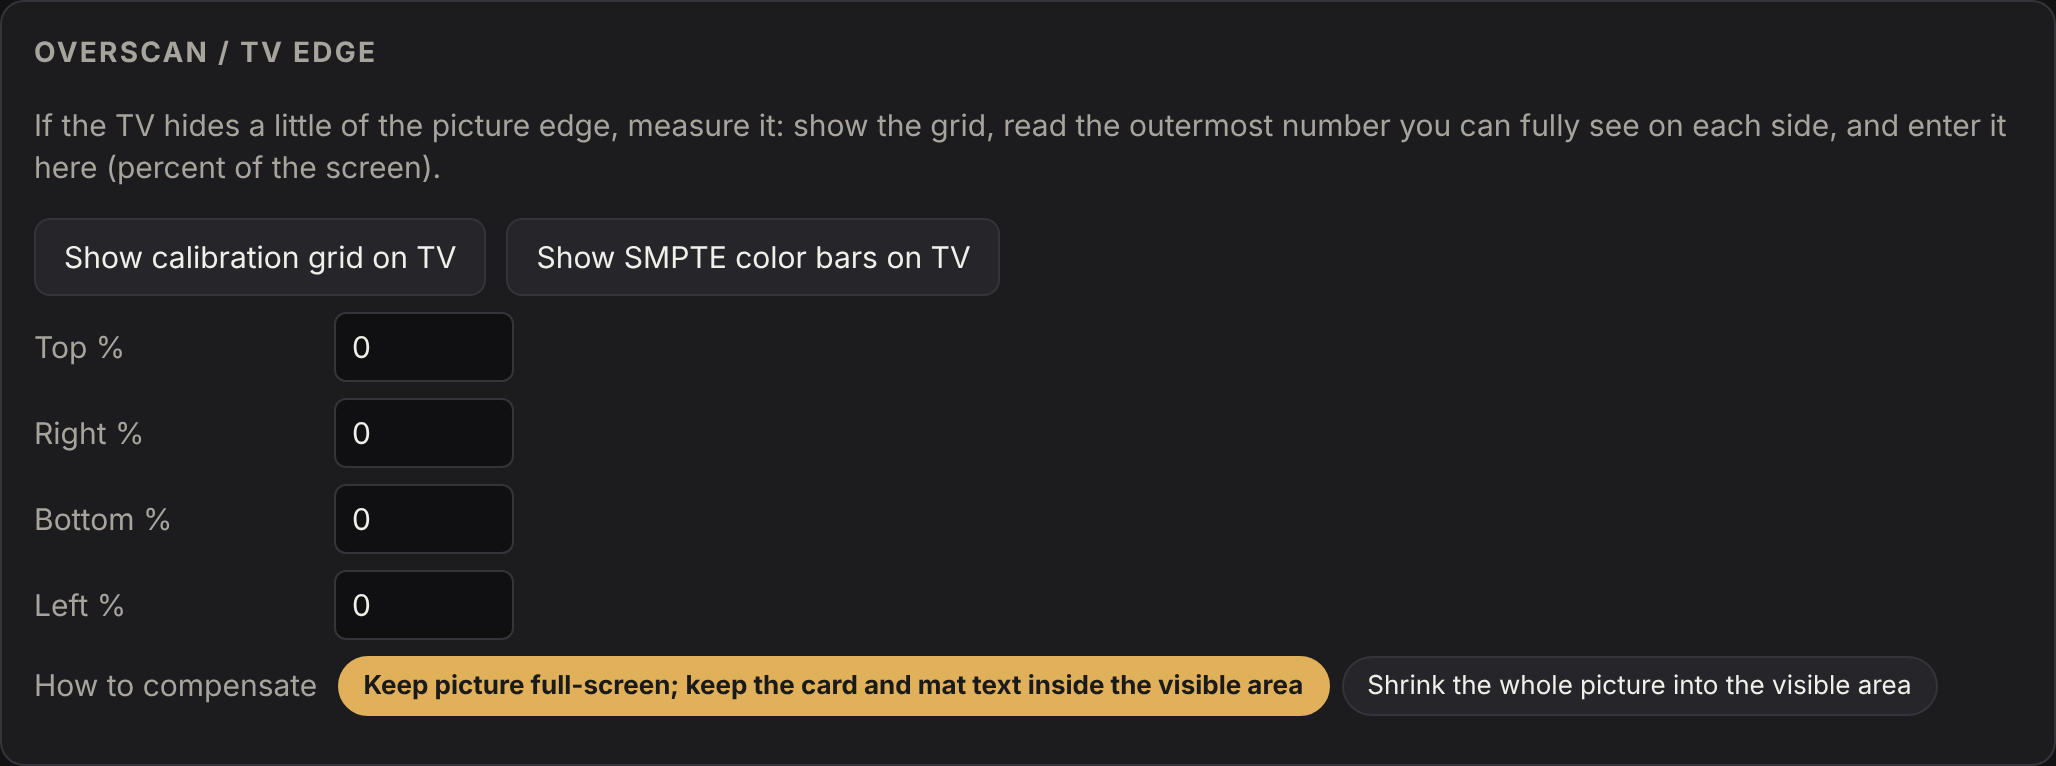 OVERSCAN / TV EDGE
If the TV hides a little of the picture edge, measure it: show the grid, read the outermost number you can fully see on each side, and enter it
here (percent of the screen).
Show calibration grid on TV Show SMPTE color bars on TV
Top % 0
Right % 0
Bottom % 0
Left % 0
How to compensate Keep picture full-screen; keep the card and mat text inside the visible area Shrink the whole picture into the visible area